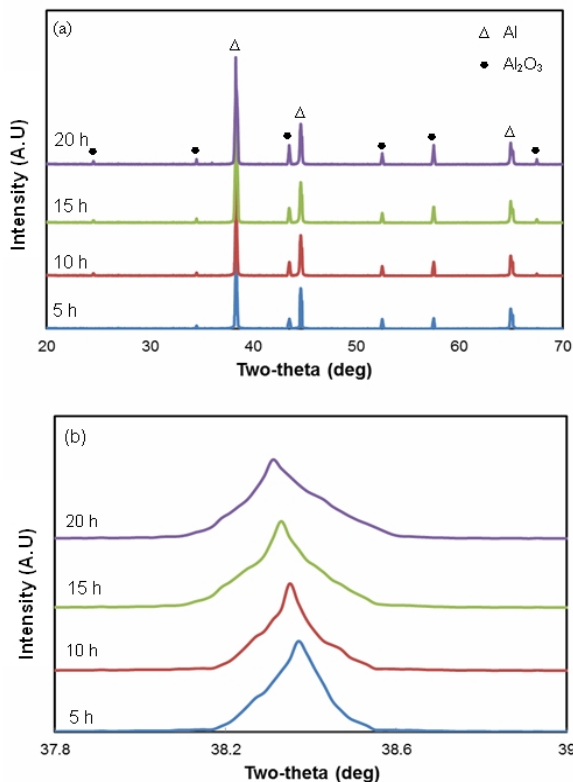 (a)
Al
Al₂O₃
20 h
15 h
10 h
5 h
Intensity (A.U)
20 30 40 50 60 70
Two-theta (deg)
(b)
20 h
15 h
10 h
5 h
Intensity (A.U)
37.8 38.2 38.6 39
Two-theta (deg)